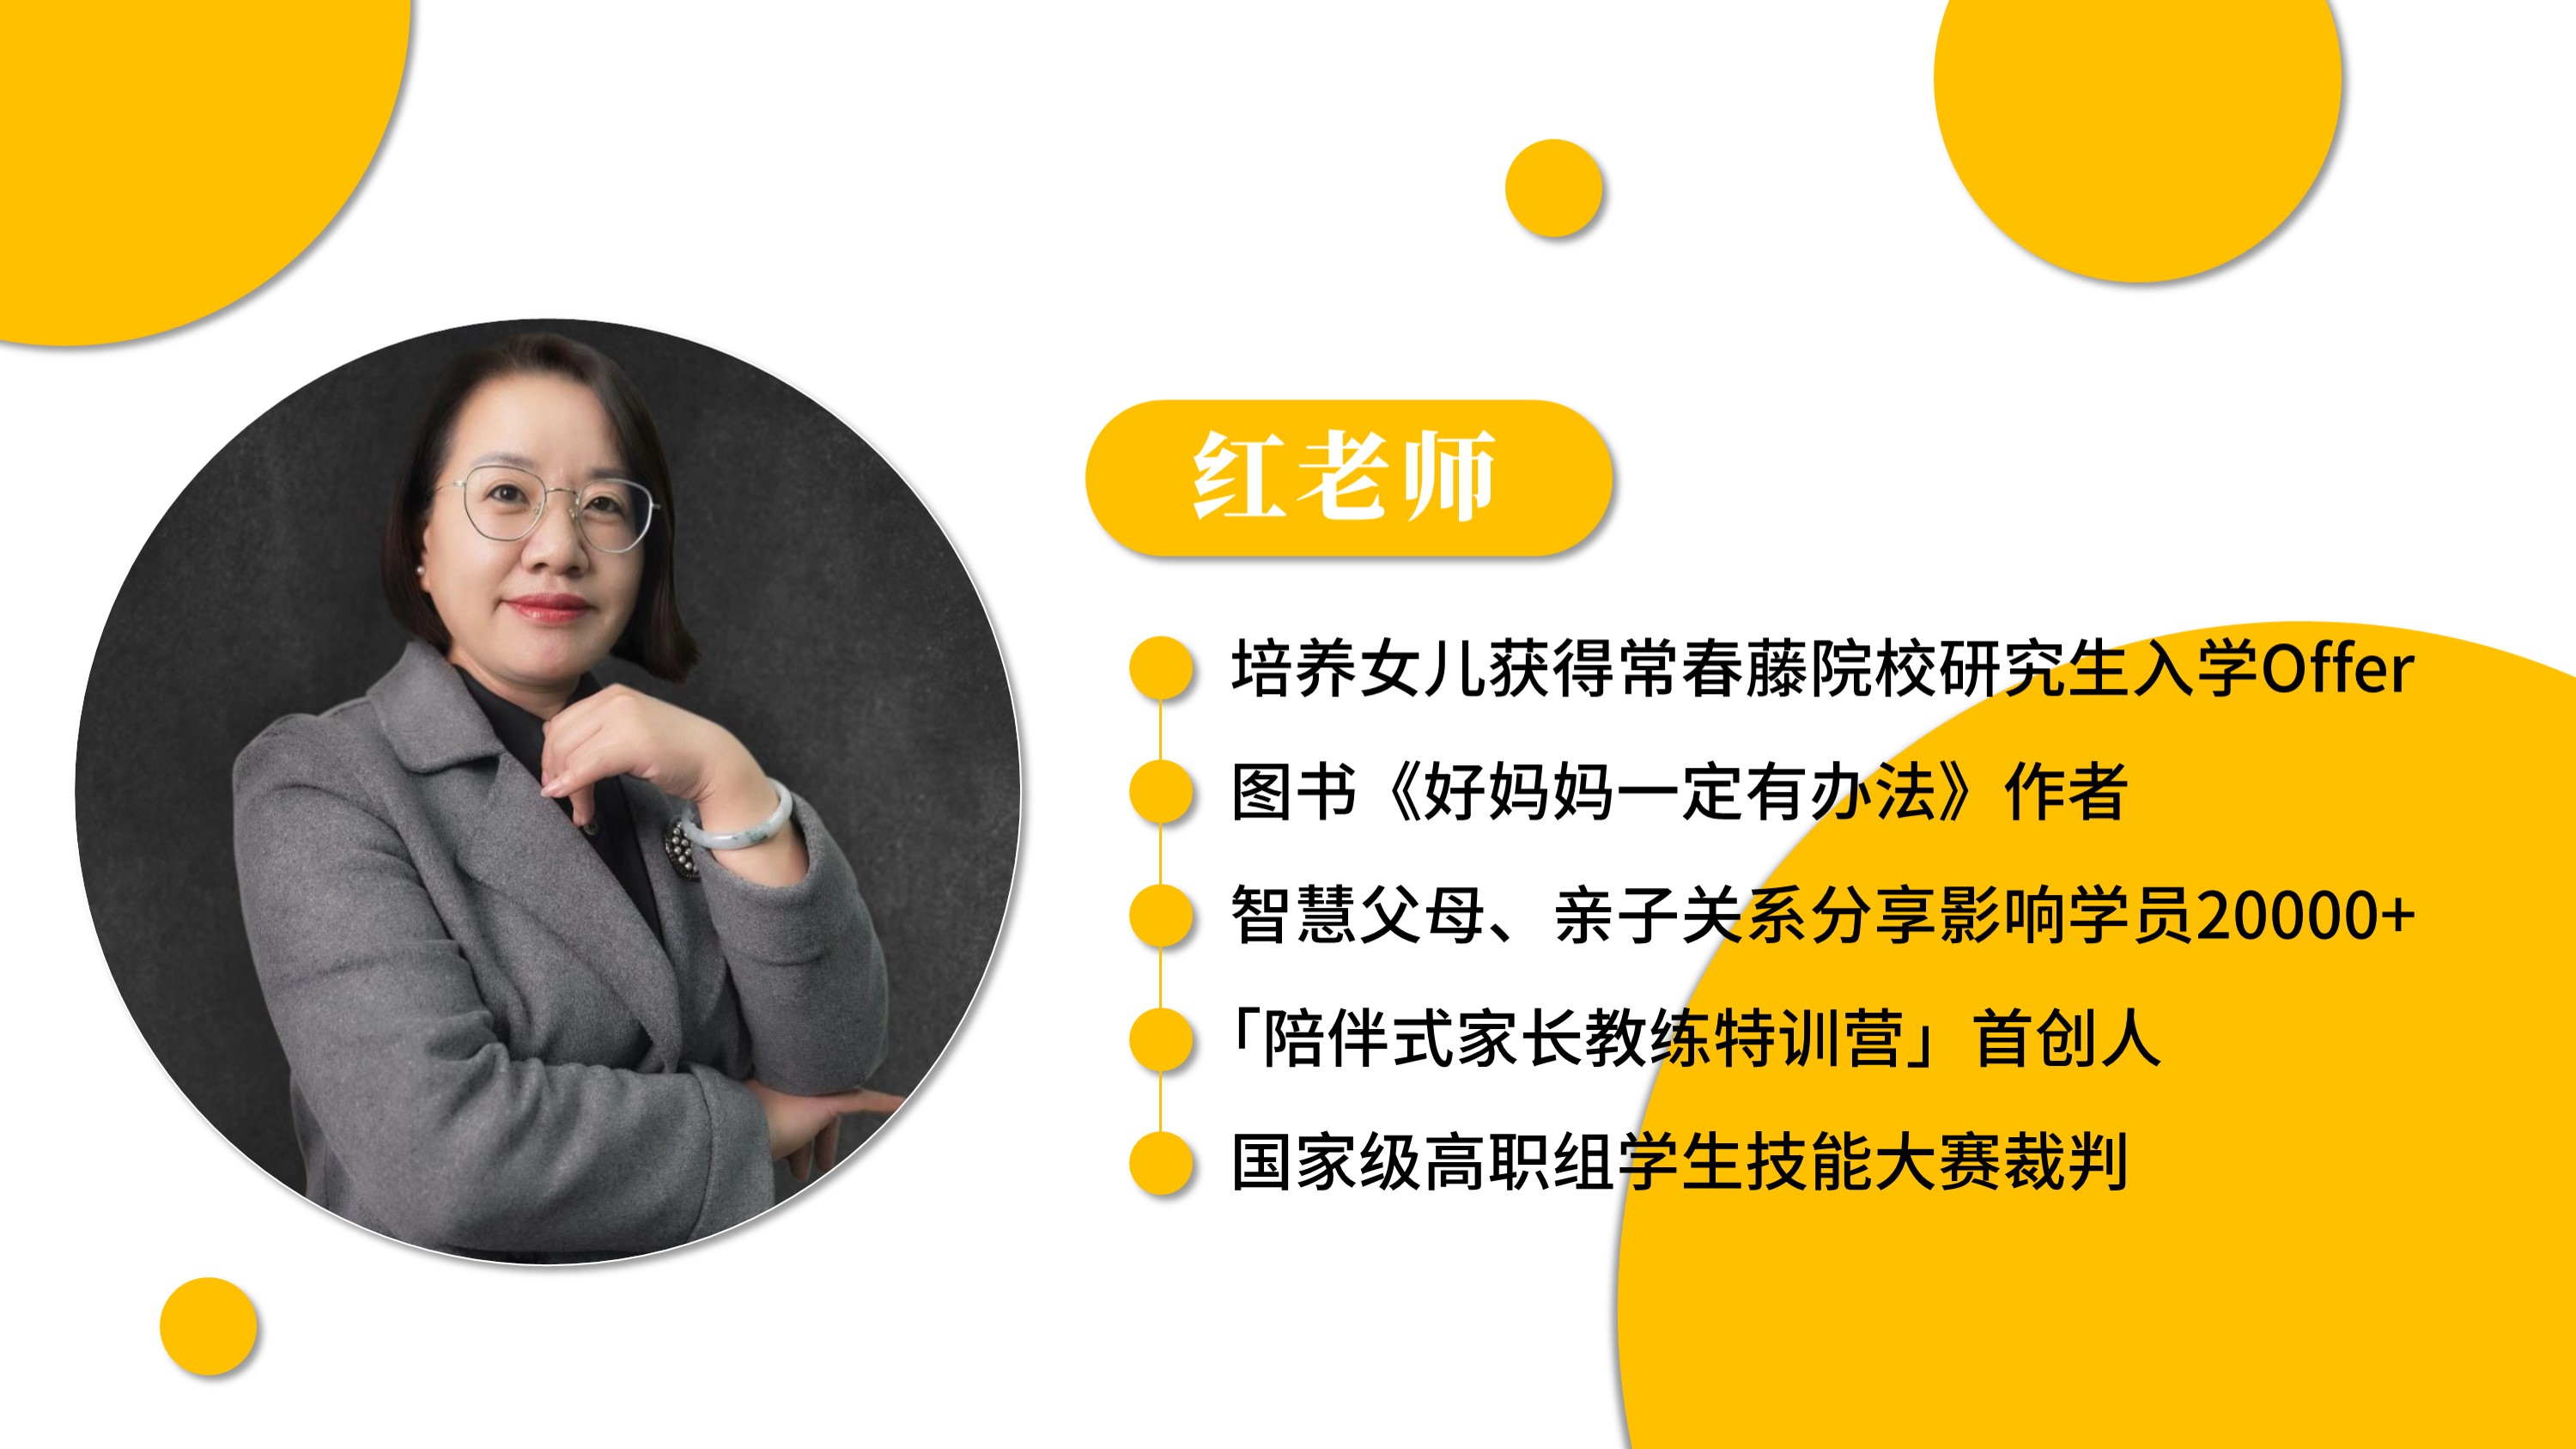 红老师
培养女儿获得常春藤院校研究生入学Offer
图书《好妈妈一定有办法》作者
智慧父母、亲子关系分享影响学员20000+
「陪伴式家长教练特训营」首创人
国家级高职组学生技能大赛裁判